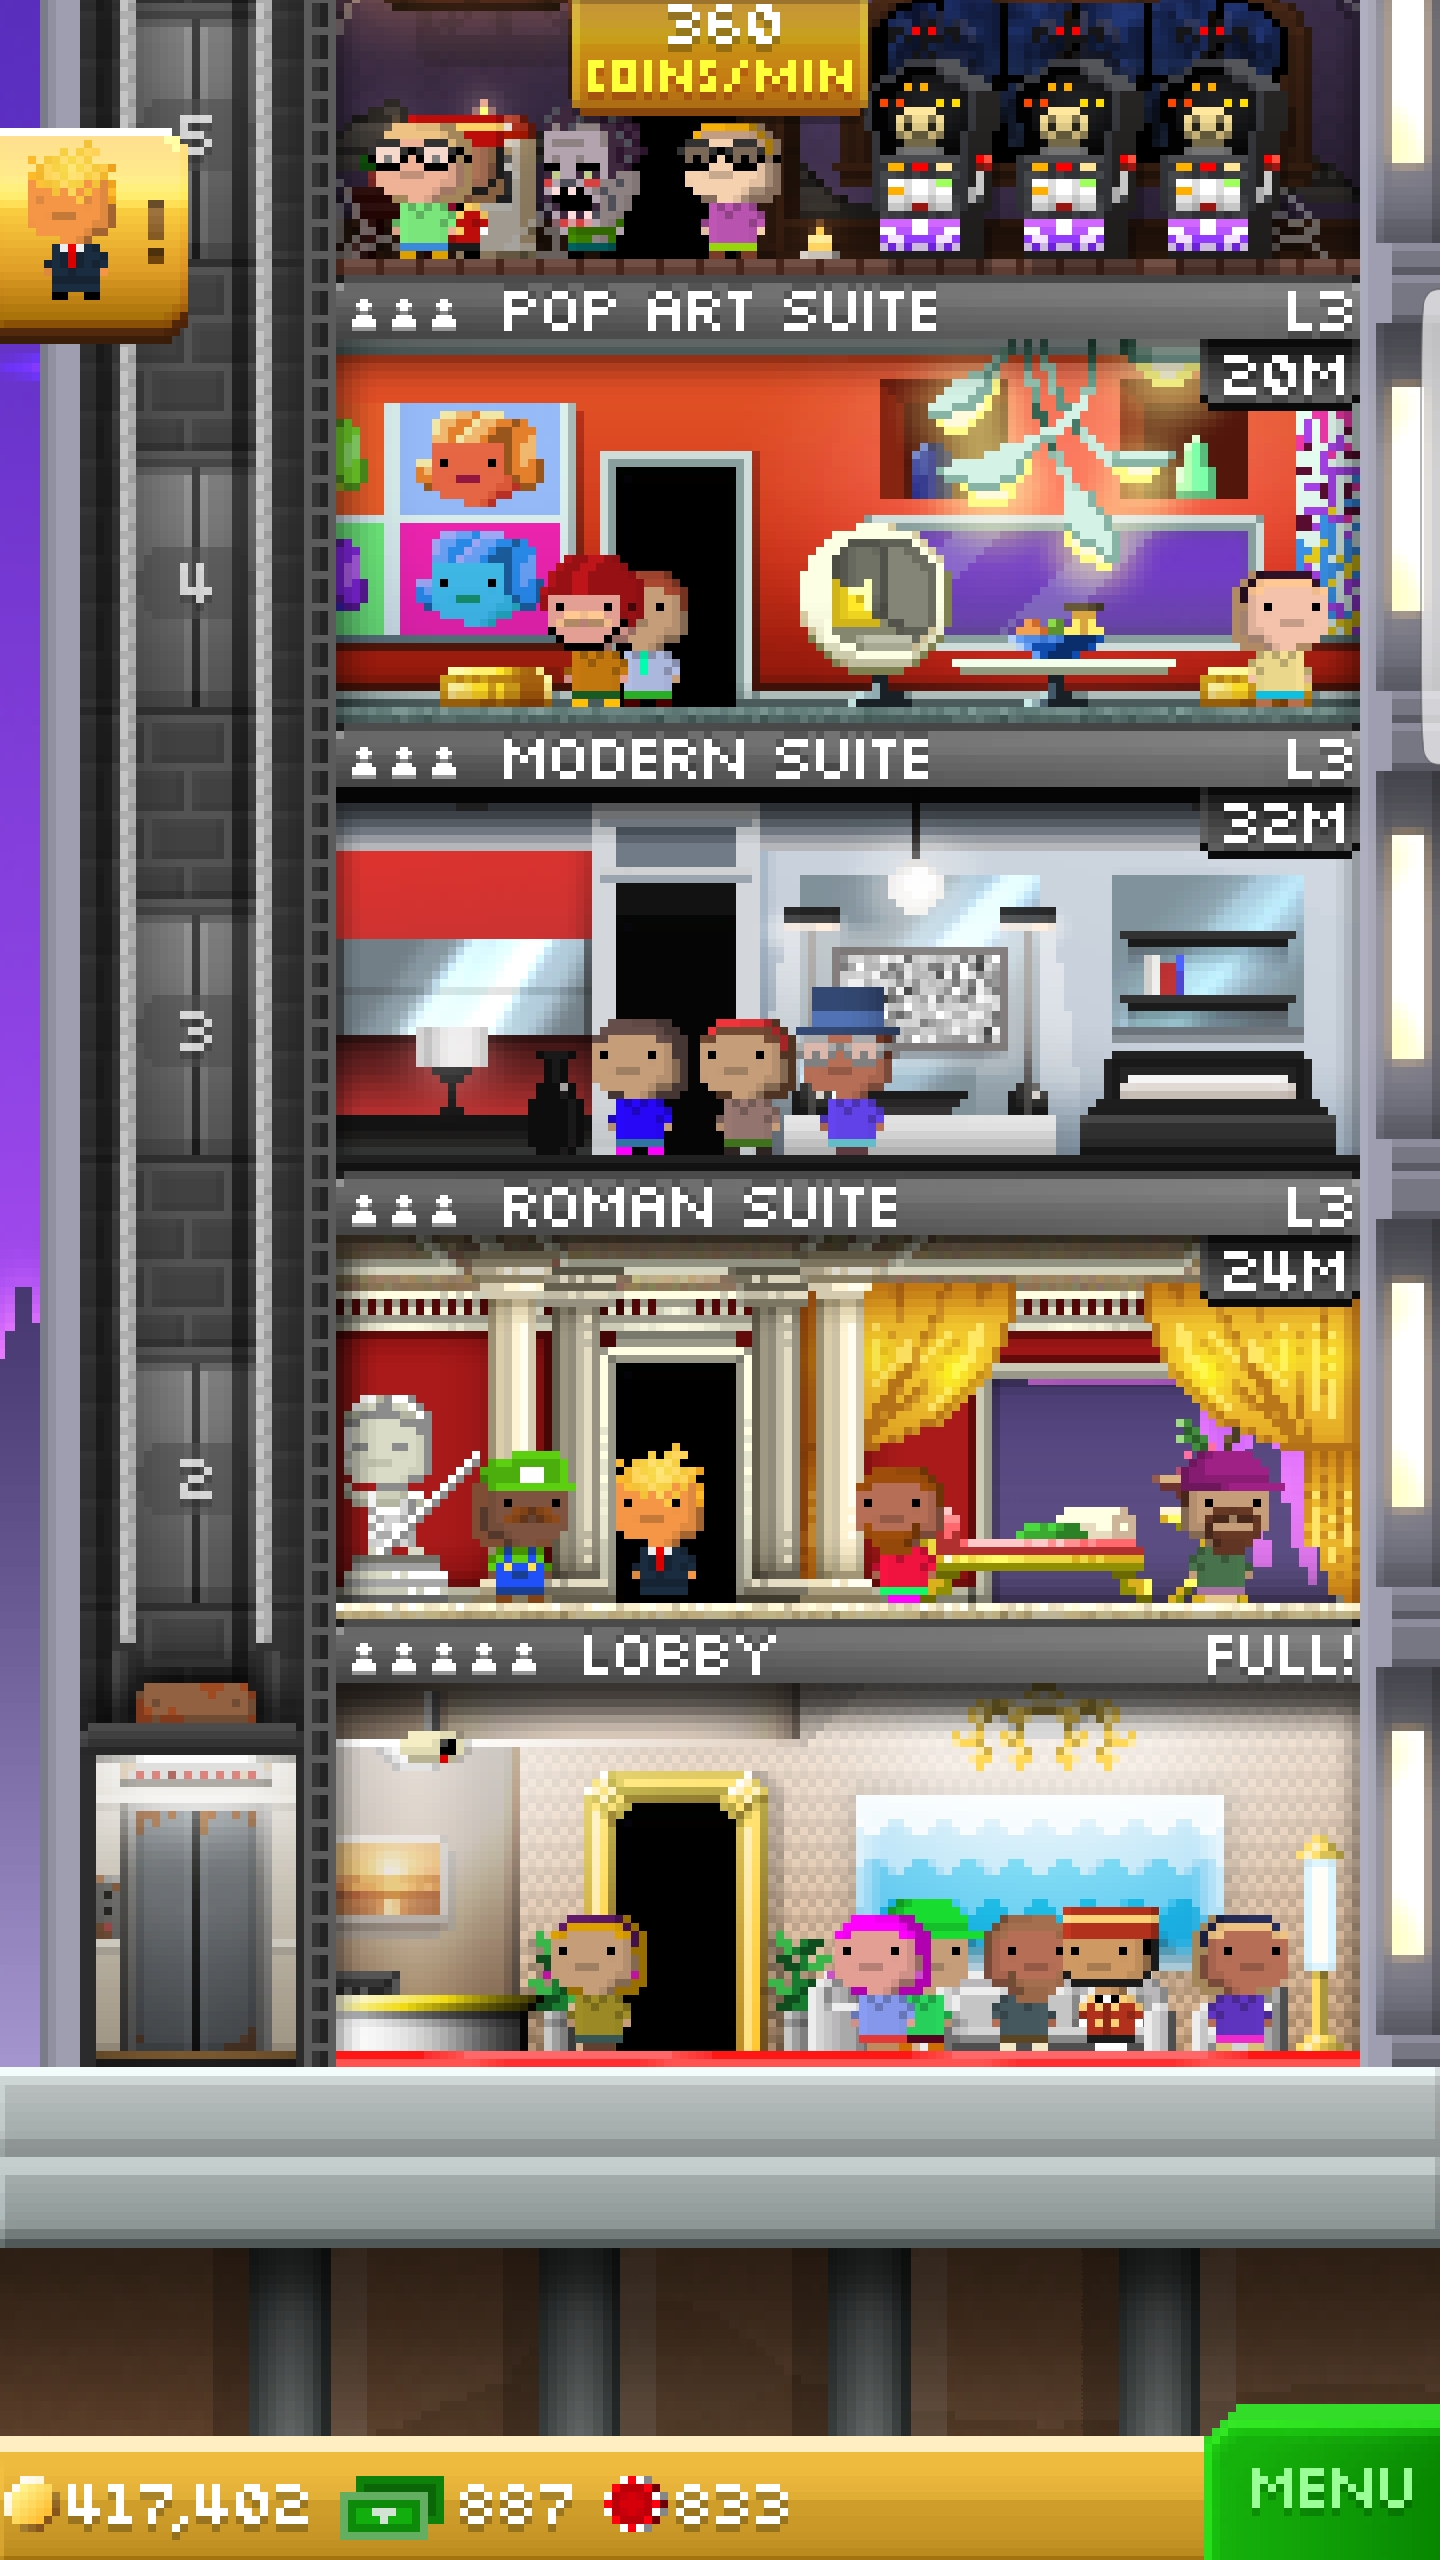 360
COINS/MIN
5
!
POP ART SUITE L3
20M
4
MODERN SUITE L3
32M
3
ROMAN SUITE L3
24M
2
LOBBY FULL!
417,402 887 833
MENU